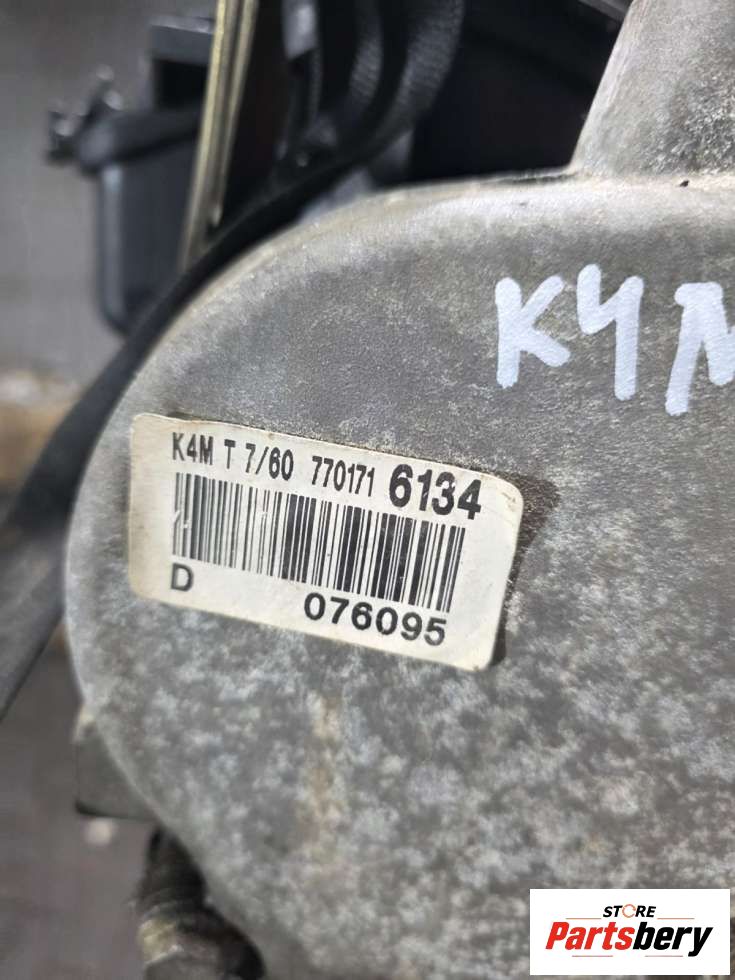 K4M
K4M T 7/60 770171 6134
D 076095
STORE
Partsbery